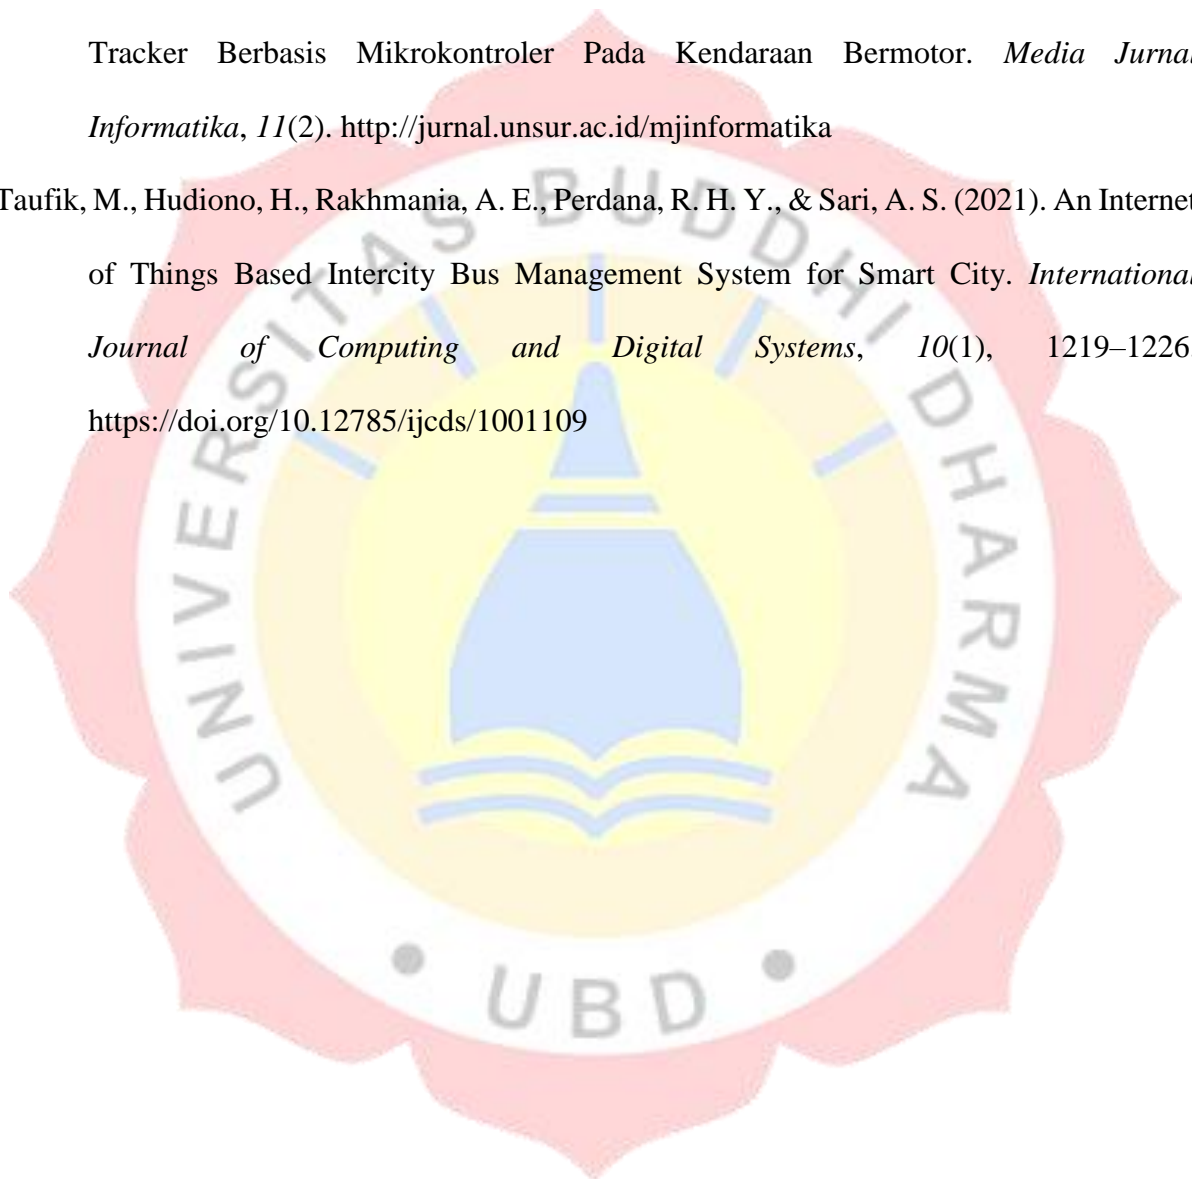 Tracker Berbasis Mikrokontroler Pada Kendaraan Bermotor. Media Jurnal
Informatika, 11(2). http://jurnal.unsur.ac.id/mjinformatika
Taufik, M., Hudiono, H., Rakhmania, A. E., Perdana, R. H. Y., & Sari, A. S. (2021). An Internet
of Things Based Intercity Bus Management System for Smart City. International
Journal of Computing and Digital Systems, 10(1), 1219–1226
https://doi.org/10.12785/ijcds/1001109
UNIVERSITAS BUDDHI DHARMA
• UBD •